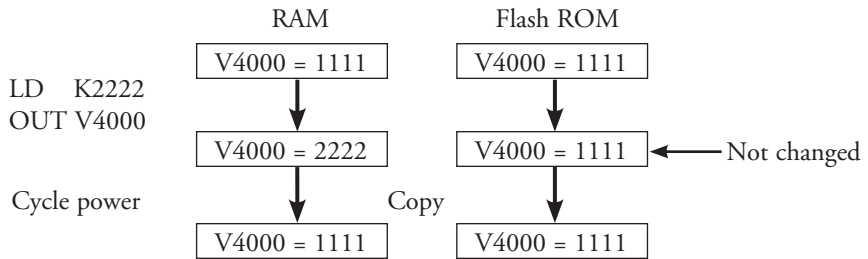 RAM Flash ROM
V4000 = 1111 V4000 = 1111
LD K2222
OUT V4000
V4000 = 2222 V4000 = 1111 Not changed
Cycle power Copy
V4000 = 1111 V4000 = 1111